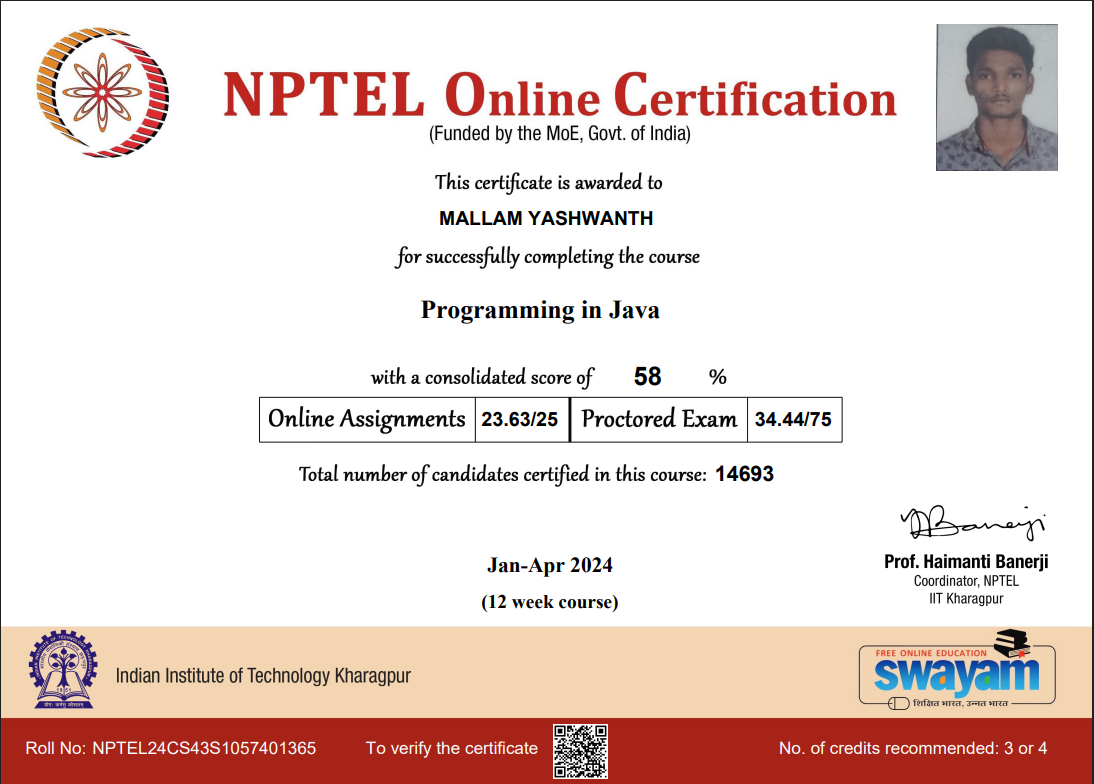 NPTEL Online Certification
(Funded by the MoE, Govt. of India)
This certificate is awarded to
MALLAM YASHWANTH
for successfully completing the course
Programming in Java
with a consolidated score of 58 %
Online Assignments 23.63/25 Proctored Exam 34.44/75
Total number of candidates certified in this course: 14693
Banerji
Prof. Haimanti Banerji
Coordinator, NPTEL
IIT Kharagpur
Jan-Apr 2024
(12 week course)
Indian Institute of Technology Kharagpur
1951
FREE ONLINE EDUCATION
swayam
शिक्षित भारत, उन्नत भारत
Roll No: NPTEL24CS43S1057401365 To verify the certificate No. of credits recommended: 3 or 4